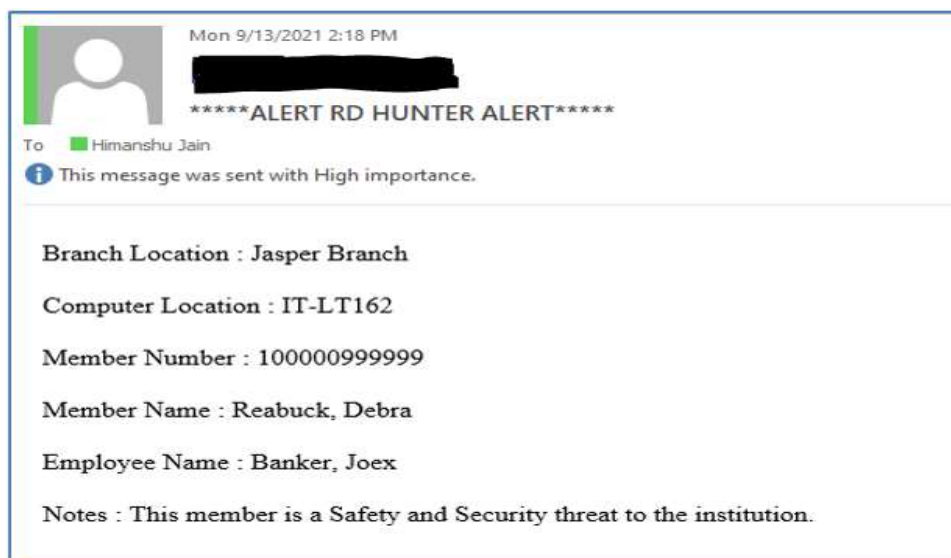 Mon 9/13/2021 2:18 PM
*****ALERT RD HUNTER ALERT*****
To Himanshu Jain
This message was sent with High importance.
Branch Location : Jasper Branch
Computer Location : IT-LT162
Member Number : 100000999999
Member Name : Reabuck, Debra
Employee Name : Banker, Joex
Notes : This member is a Safety and Security threat to the institution.